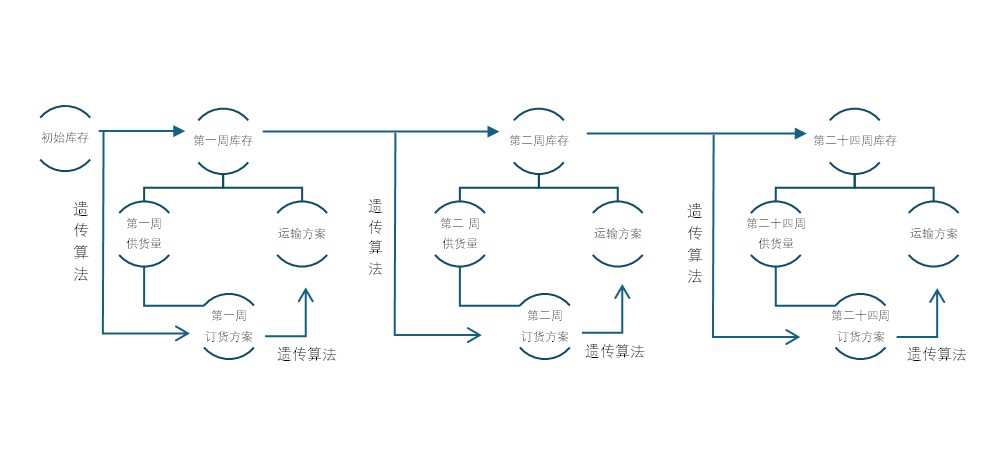 初始库存
第一周库存
第二周库存
第二十四周库存
遗传算法
第一周
供货量
运输方案
第一周
订货方案
遗传算法
遗传算法
第二 周
供货量
运输方案
第二周
订货方案
遗传算法
遗传算法
第二十四周
供货量
运输方案
第二十四周
订货方案
遗传算法